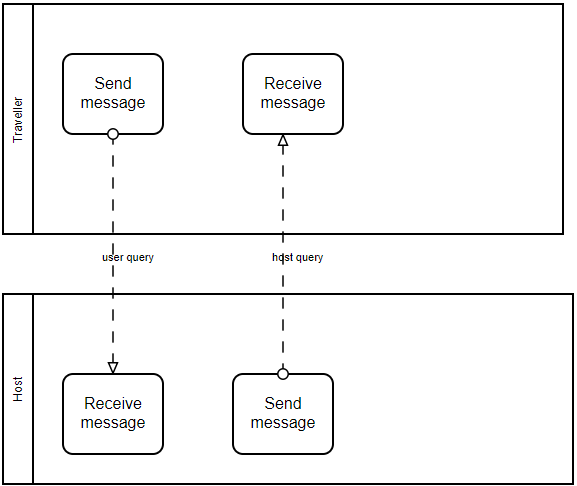 Traveller
Send
message
Receive
message
user query
host query
Host
Receive
message
Send
message